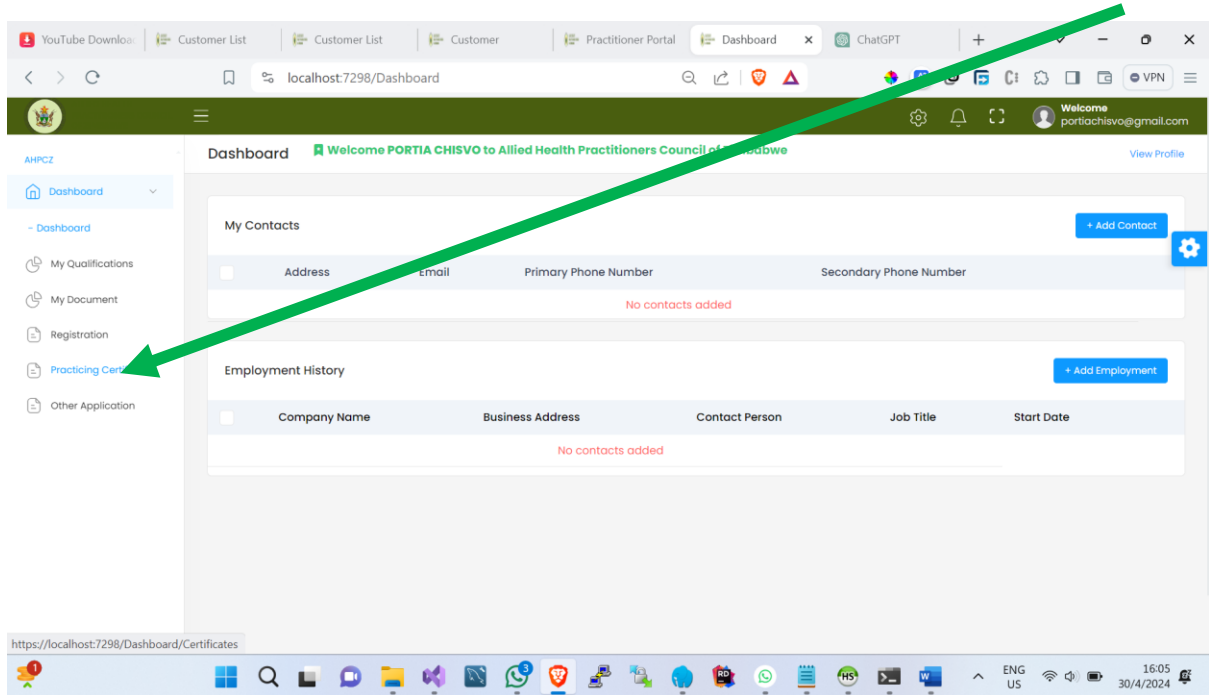 YouTube Downloa
Customer List
Customer List
Customer
Practitioner Portal
Dashboard
ChatGPT
localhost:7298/Dashboard
VPN
Welcome
portiachisvo@gmail.com
AHPCZ
Dashboard
Welcome PORTIA CHISVO to Allied Health Practitioners Council of
View Profile
Dashboard
- Dashboard
My Qualifications
My Document
Registration
Practicing
Other Application
My Contacts
+ Add Contact
Address Email Primary Phone Number Secondary Phone Number
No contacts added
Employment History
+ Add Employment
Company Name Business Address Contact Person Job Title Start Date
No contacts added
https://localhost:7298/Dashboard/Certificates
1
3
ENG
US
16:05
30/4/2024